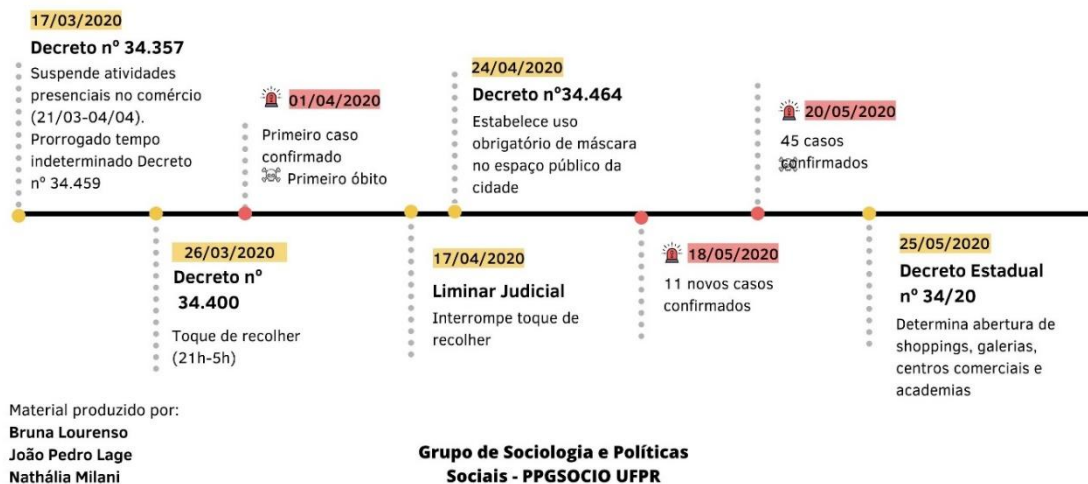 17/03/2020
Decreto nº 34.357
Suspende atividades
presenciais no comércio
(21/03-04/04).
Prorrogado tempo
indeterminado Decreto
nº 34.459
26/03/2020
Decreto nº
34.400
Toque de recolher
(21h-5h)
01/04/2020
Primeiro caso
confirmado
Primeiro óbito
17/04/2020
Liminar Judicial
Interrompe toque de
recolher
24/04/2020
Decreto nº34.464
Estabelece uso
obrigatório de máscara
no espaço público da
cidade
18/05/2020
11 novos casos
confirmados
20/05/2020
45 casos
confirmados
25/05/2020
Decreto Estadual
nº 34/20
Determina abertura de
shoppings, galerias,
centros comerciais e
academias
Material produzido por:
Bruna Lourenso
João Pedro Lage
Nathália Milani
Grupo de Sociologia e Políticas
Sociais - PPGSOCIO UFPR